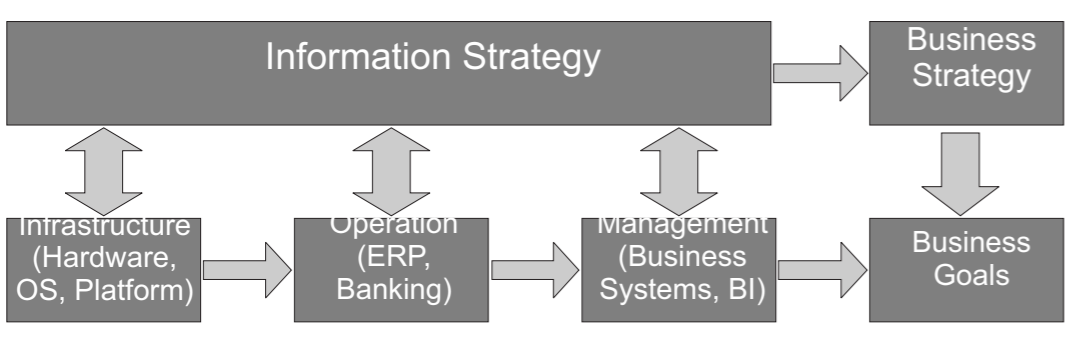 Information Strategy
Business
Strategy
Infrastructure
(Hardware,
OS, Platform)
Operation
(ERP,
Banking)
Management
(Business
Systems, BI)
Business
Goals